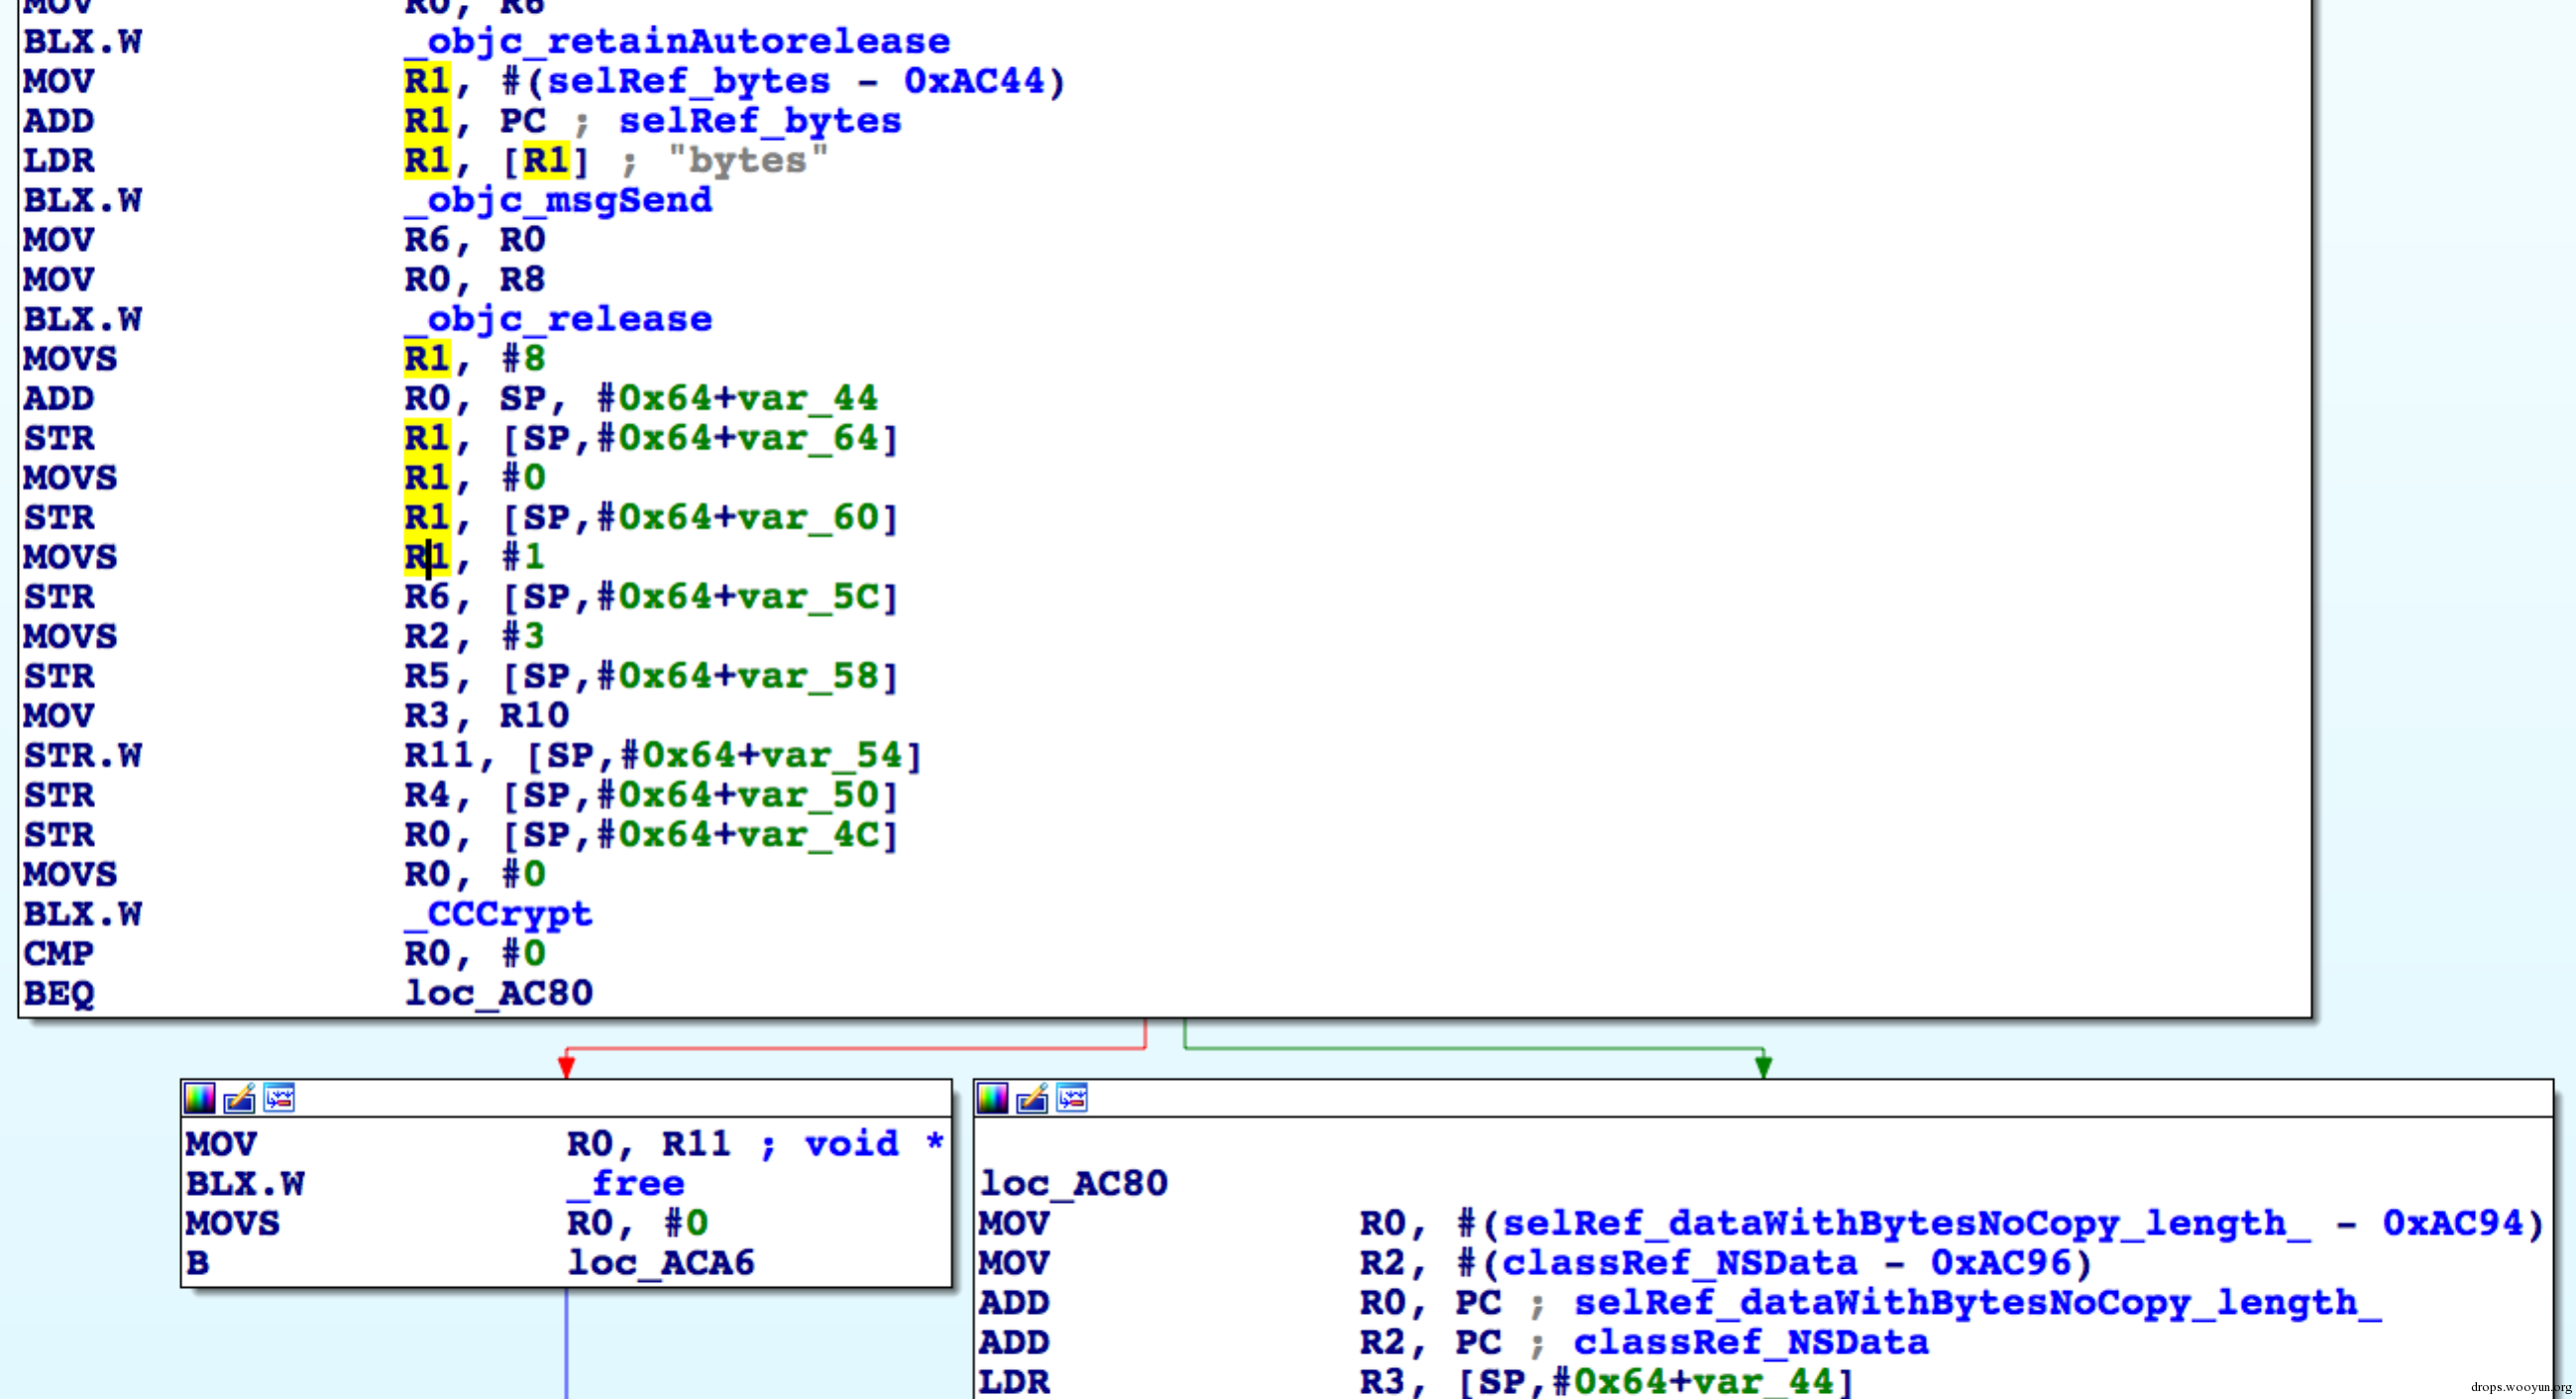 MOV R0, R6
BLX.W _objc_retainAutorelease
MOV R1, #(selRef_bytes - 0xAC44)
ADD R1, PC ; selRef_bytes
LDR R1, [R1] ; "bytes"
BLX.W _objc_msgSend
MOV R6, R0
MOV R0, R8
BLX.W _objc_release
MOVS R1, #8
ADD R0, SP, #0x64+var_44
STR R1, [SP,#0x64+var_64]
MOVS R1, #0
STR R1, [SP,#0x64+var_60]
MOVS R1, #1
STR R6, [SP,#0x64+var_5C]
MOVS R2, #3
STR R5, [SP,#0x64+var_58]
MOV R3, R10
STR.W R11, [SP,#0x64+var_54]
STR R4, [SP,#0x64+var_50]
STR R0, [SP,#0x64+var_4C]
MOVS R0, #0
BLX.W _CCCrypt
CMP R0, #0
BEQ loc_AC80
MOV R0, R11 ; void *
BLX.W _free
MOVS R0, #0
B loc_ACA6
loc_AC80
MOV R0, #(selRef_dataWithBytesNoCopy_length_ - 0xAC94)
MOV R2, #(classRef_NSData - 0xAC96)
ADD R0, PC ; selRef_dataWithBytesNoCopy_length_
ADD R2, PC ; classRef_NSData
LDR R3, [SP,#0x64+var_44]
drops.wooyun.org